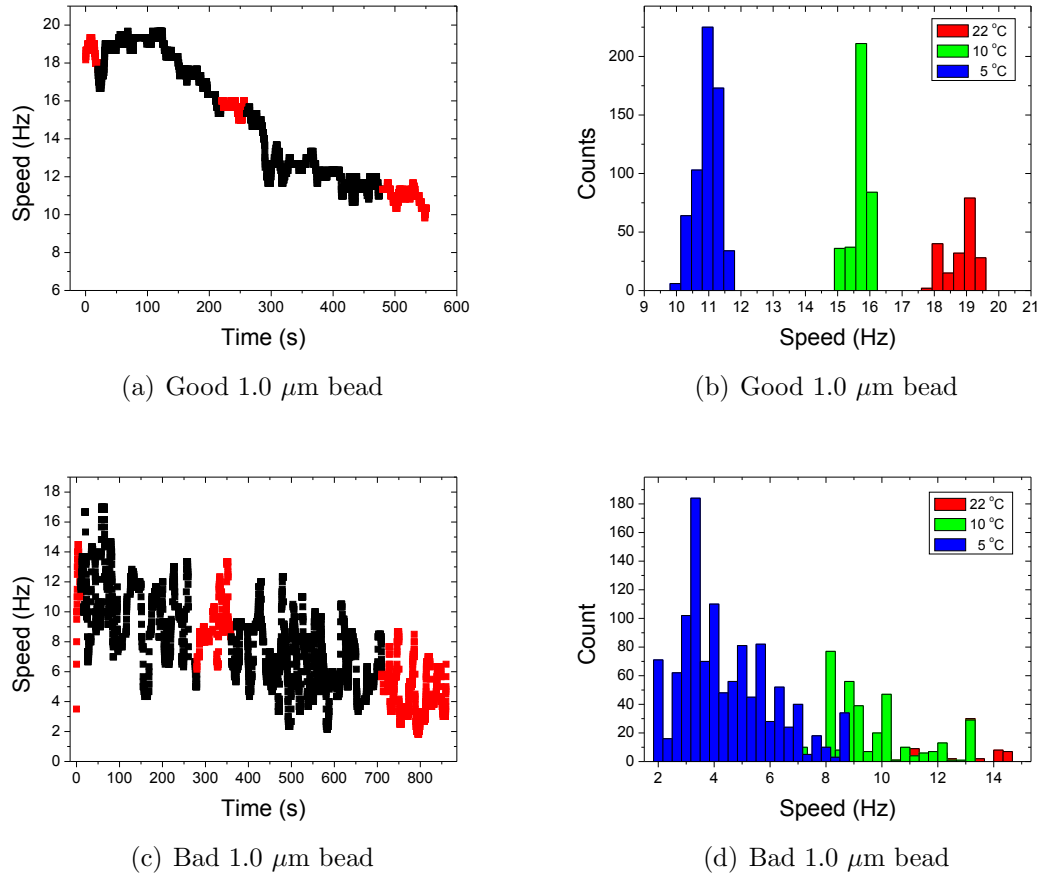 20
18
16
14
12
10
8
6
Speed (Hz)
0 100 200 300 400 500 600
Time (s)
(a) Good 1.0 μm bead
200
150
100
50
0
Counts
22 °C
10 °C
5 °C
9 10 11 12 13 14 15 16 17 18 19 20 21
Speed (Hz)
(b) Good 1.0 μm bead
18
16
14
12
10
8
6
4
2
0
Speed (Hz)
0 100 200 300 400 500 600 700 800
Time (s)
(c) Bad 1.0 μm bead
180
160
140
120
100
80
60
40
20
0
Count
22 °C
10 °C
5 °C
2 4 6 8 10 12 14
Speed (Hz)
(d) Bad 1.0 μm bead